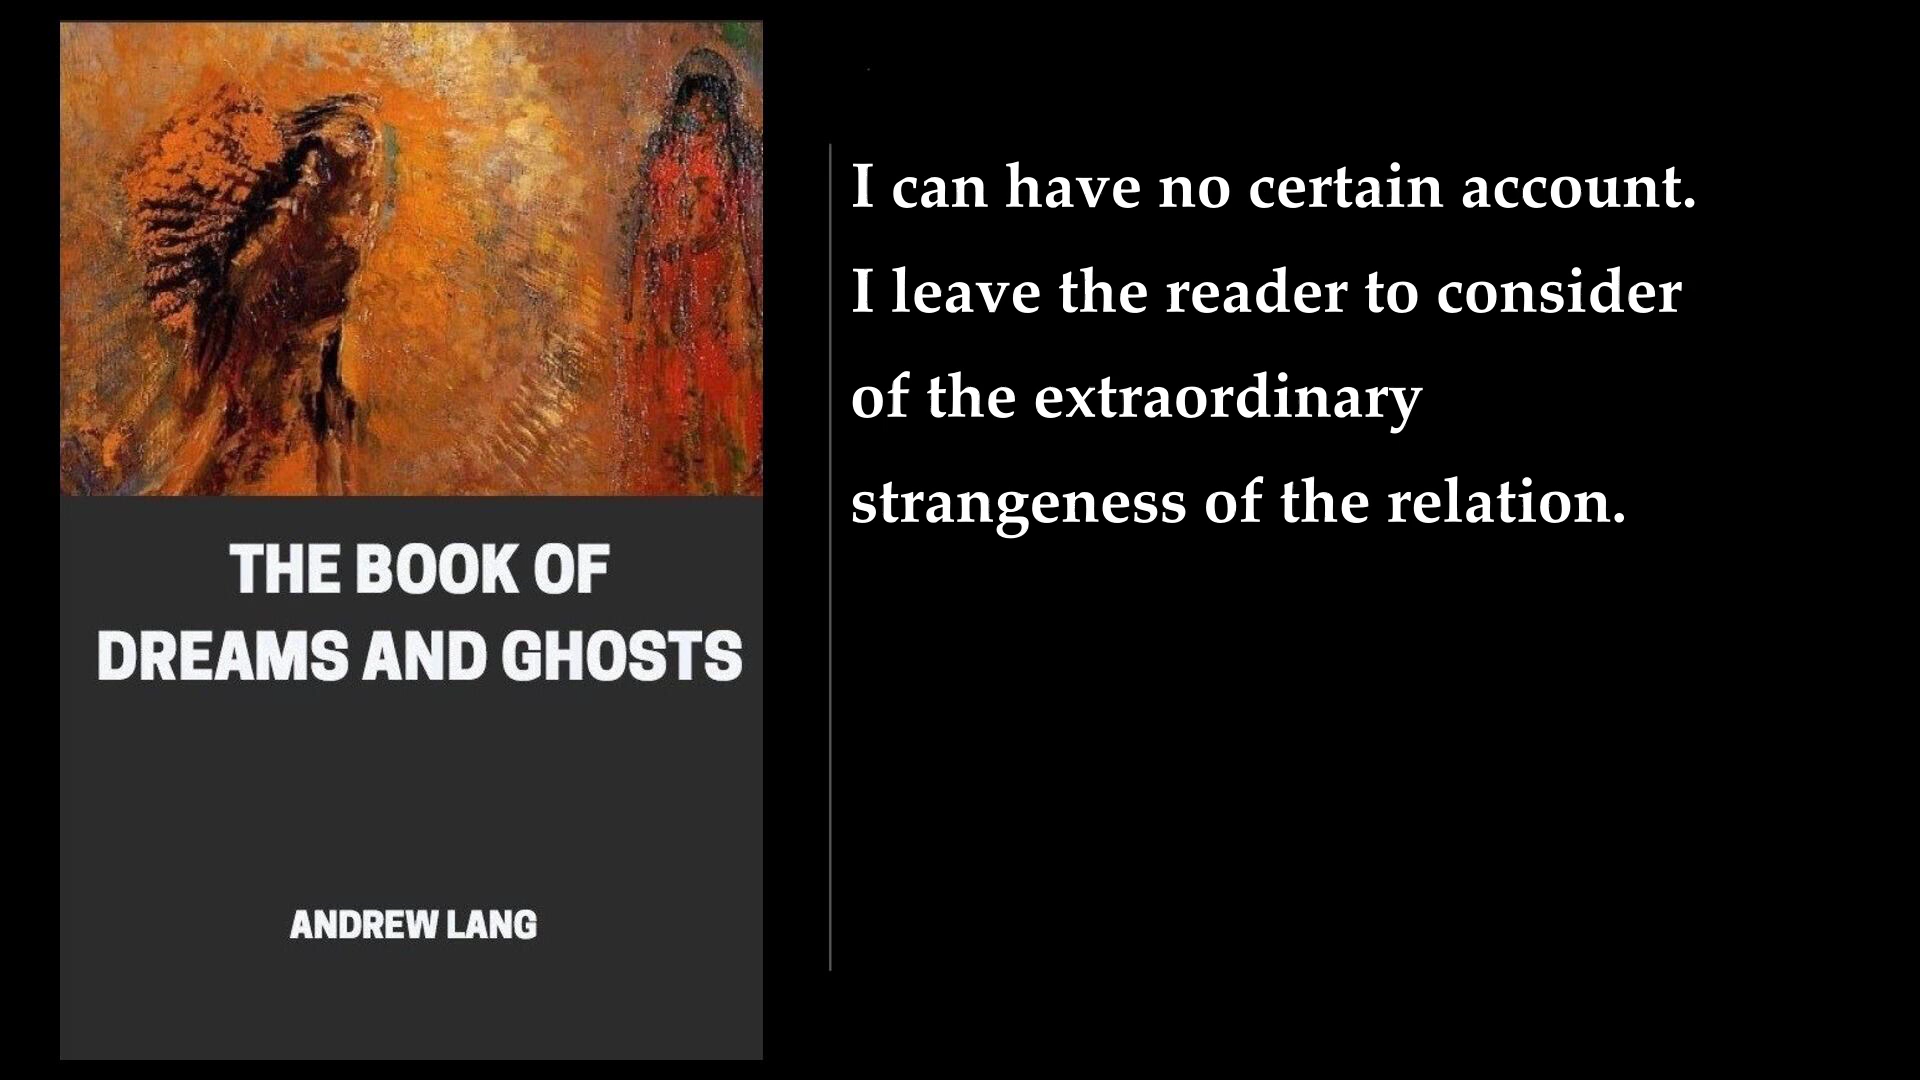 THE BOOK OF
DREAMS AND GHOSTS
ANDREW LANG
I can have no certain account.
I leave the reader to consider
of the extraordinary
strangeness of the relation.